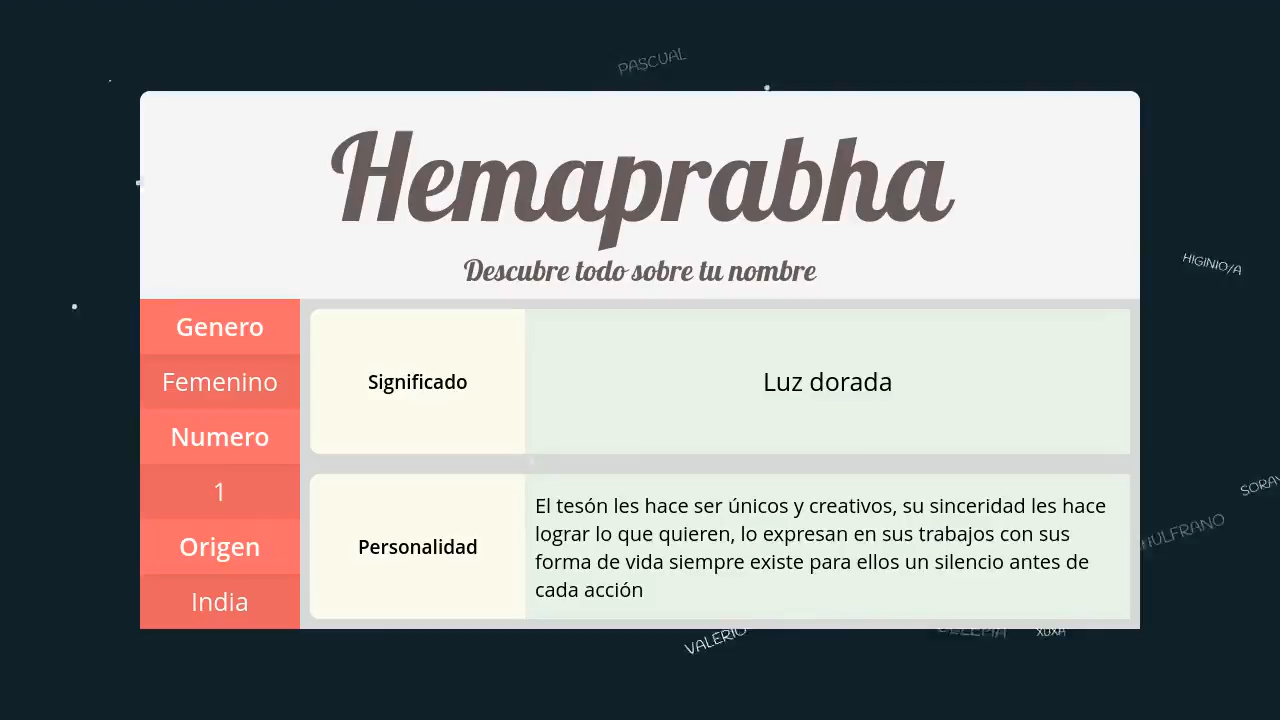 PASCUAL
Hemaprabha
Descubre todo sobre tu nombre
HIGINIO/A
Genero
Femenino
Numero
1
Origen
India
Significado
Luz dorada
Personalidad
El tesón les hace ser únicos y creativos, su sinceridad les hace
lograr lo que quieren, lo expresan en sus trabajos con sus
forma de vida siempre existe para ellos un silencio antes de
cada acción
VALERIO
XUXA